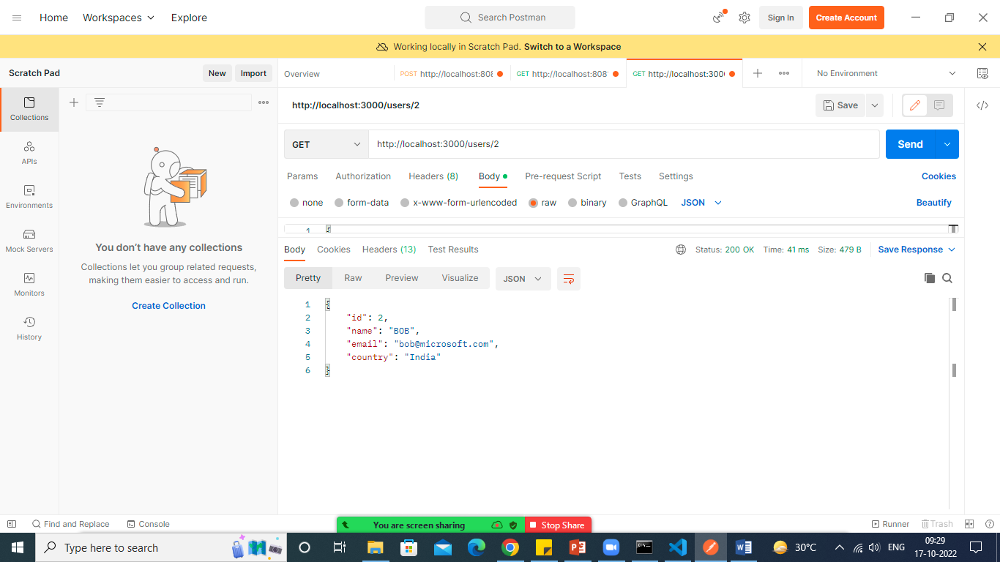 Home Workspaces Explore Search Postman Sign In Create Account
Working locally in Scratch Pad. Switch to a Workspace
Scratch Pad New Import Overview POST http://localhost:808 GET http://localhost:808 GET http://localhost:300 No Environment
Collections
APIs
Environments
Mock Servers
Monitors
History
You don't have any collections
Collections let you group related requests,
making them easier to access and run.
Create Collection
http://localhost:3000/users/2 Save
GET http://localhost:3000/users/2 Send
Params Authorization Headers (8) Body Pre-request Script Tests Settings Cookies
none form-data x-www-form-urlencoded raw binary GraphQL JSON Beautify
1 {
Body Cookies Headers (13) Test Results Status: 200 OK Time: 41 ms Size: 479 B Save Response
Pretty Raw Preview Visualize JSON
1 {
2 "id": 2,
3 "name": "BOB",
4 "email": "bob@microsoft.com",
5 "country": "India"
6 }
Find and Replace Console You are screen sharing Stop Share Runner Trash
Type here to search 30°C ENG 09:29
17-10-2022